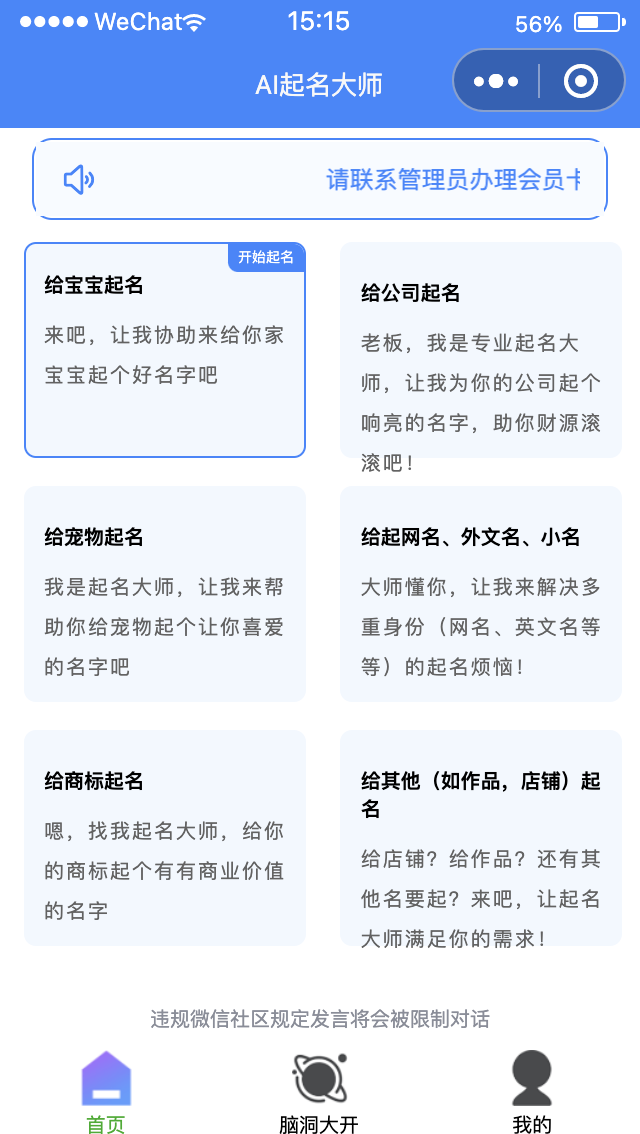 WeChat
15:15
56%
AI起名大师
请联系管理员办理会员卡
开始起名
给宝宝起名
来吧，让我协助来给你家
宝宝起个好名字吧
给公司起名
老板，我是专业起名大
师，让我为你的公司起个
响亮的名字，助你财源滚
滚吧！
给宠物起名
我是起名大师，让我来帮
助你给宠物起个让你喜爱
的名字吧
给起网名、外文名、小名
大师懂你，让我来解决多
重身份（网名、英文名等
等）的起名烦恼！
给商标起名
嗯，找我起名大师，给你
的商标起个有有商业价值
的名字
给其他（如作品，店铺）起
名
给店铺？给作品？还有其
他名要起？来吧，让起名
大师满足你的需求！
违规微信社区规定发言将会被限制对话
首页
脑洞大开
我的